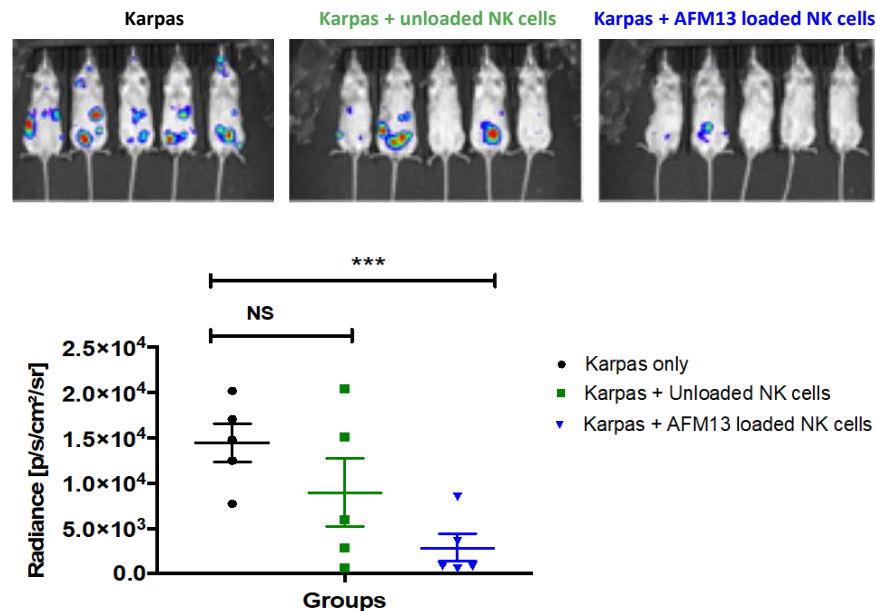 Karpas
Karpas + unloaded NK cells
Karpas + AFM13 loaded NK cells
***
NS
Radiance [p/s/cm²/sr]
2.5×10⁴
2.0×10⁴
1.5×10⁴
1.0×10⁴
5.0×10³
0.0
Groups
Karpas only
Karpas + Unloaded NK cells
Karpas + AFM13 loaded NK cells